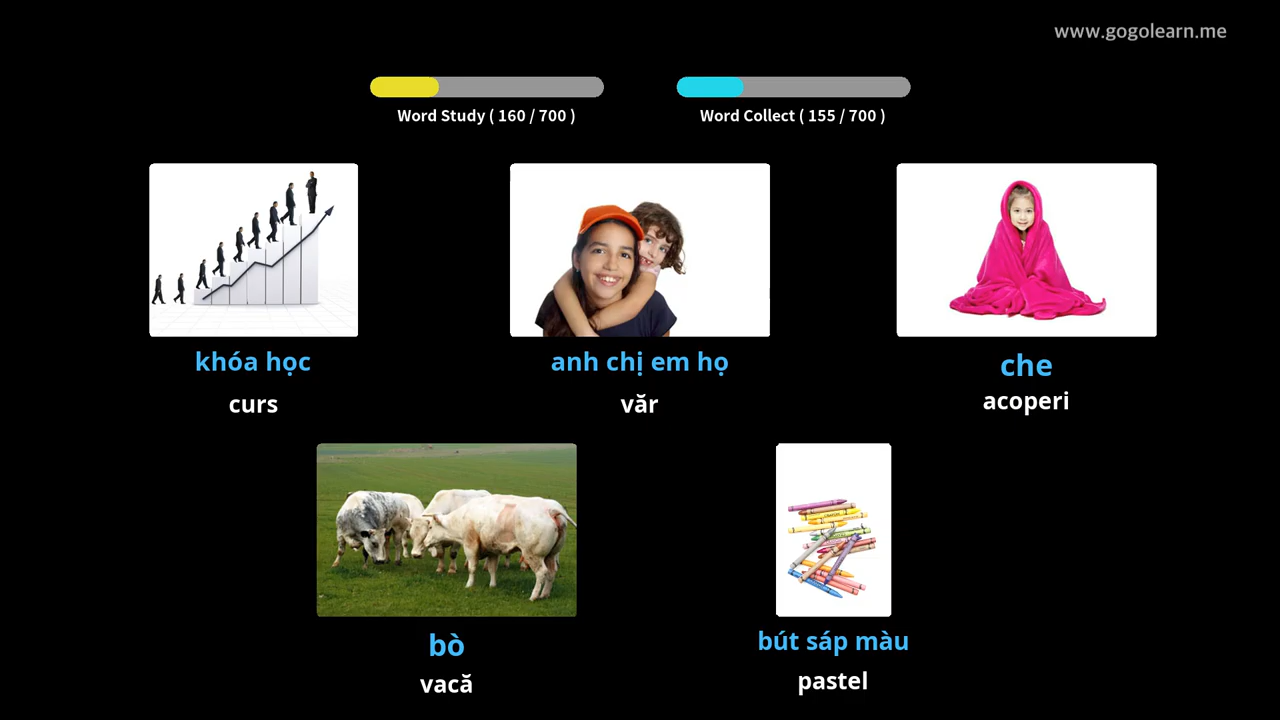 www.gogolearn.me
Word Study ( 160 / 700 )
Word Collect ( 155 / 700 )
khóa học
curs
anh chị em họ
văr
che
acoperi
bò
vacă
bút sáp màu
pastel